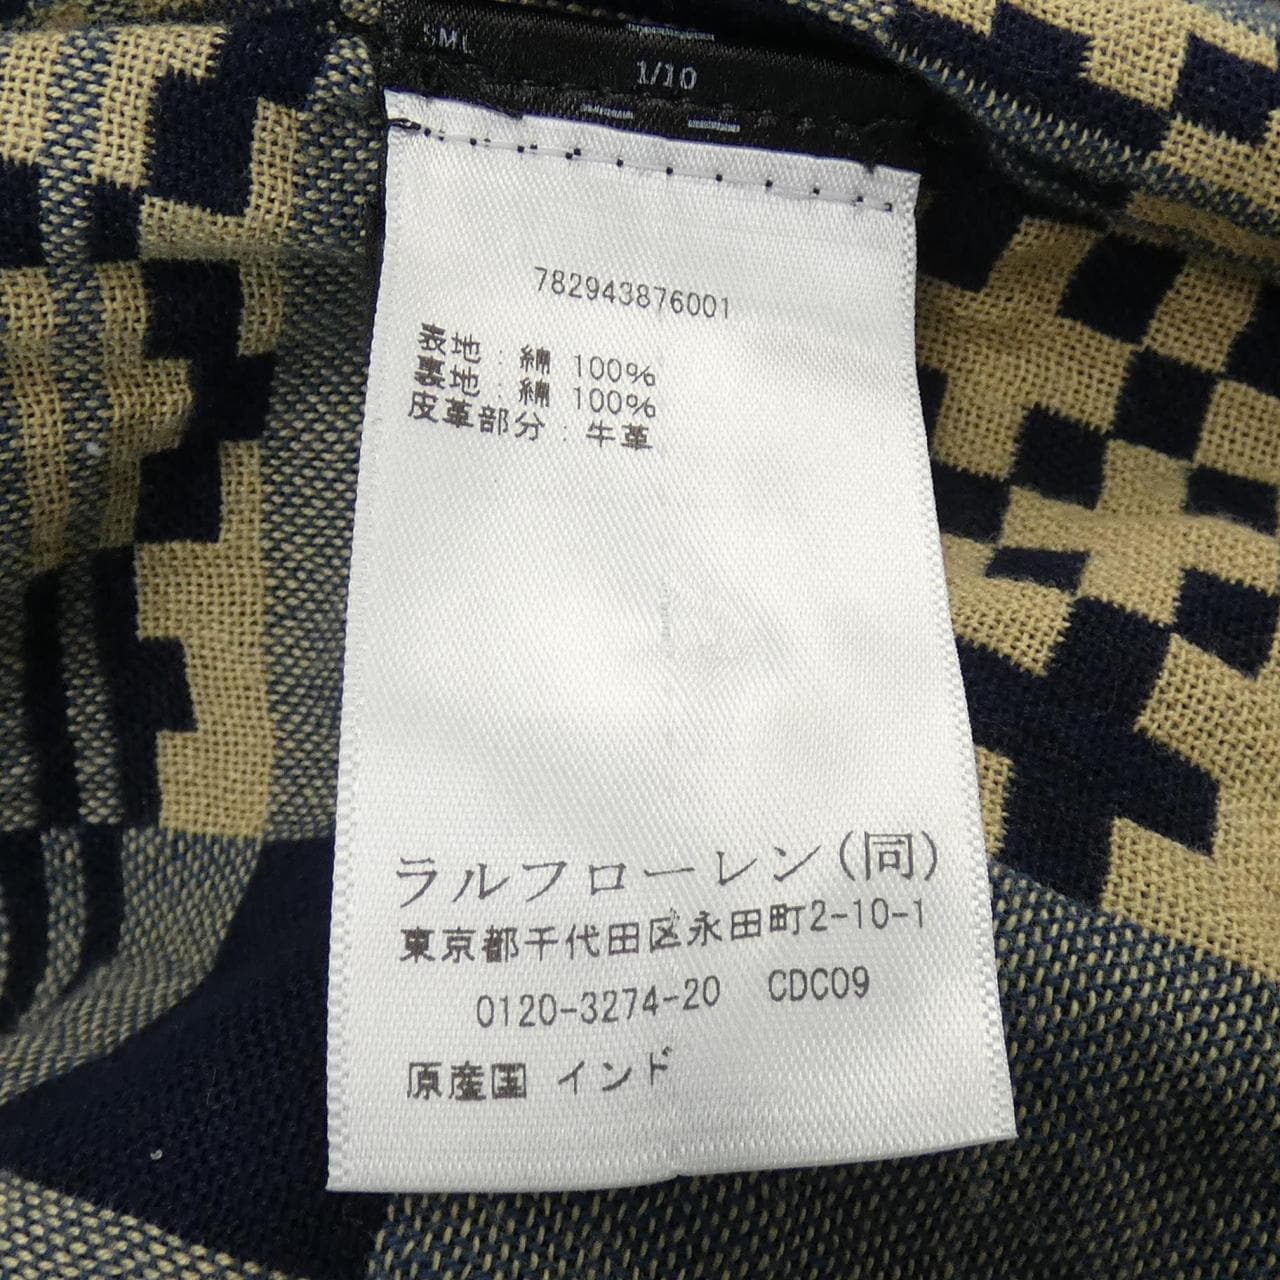 SML
1/10
782943876001
表地:綿 100%
裏地:綿 100%
皮革部分:牛革
ラルフローレン(同)
東京都千代田区永田町2-10-1
0120-3274-20 CDC09
原産国 インド